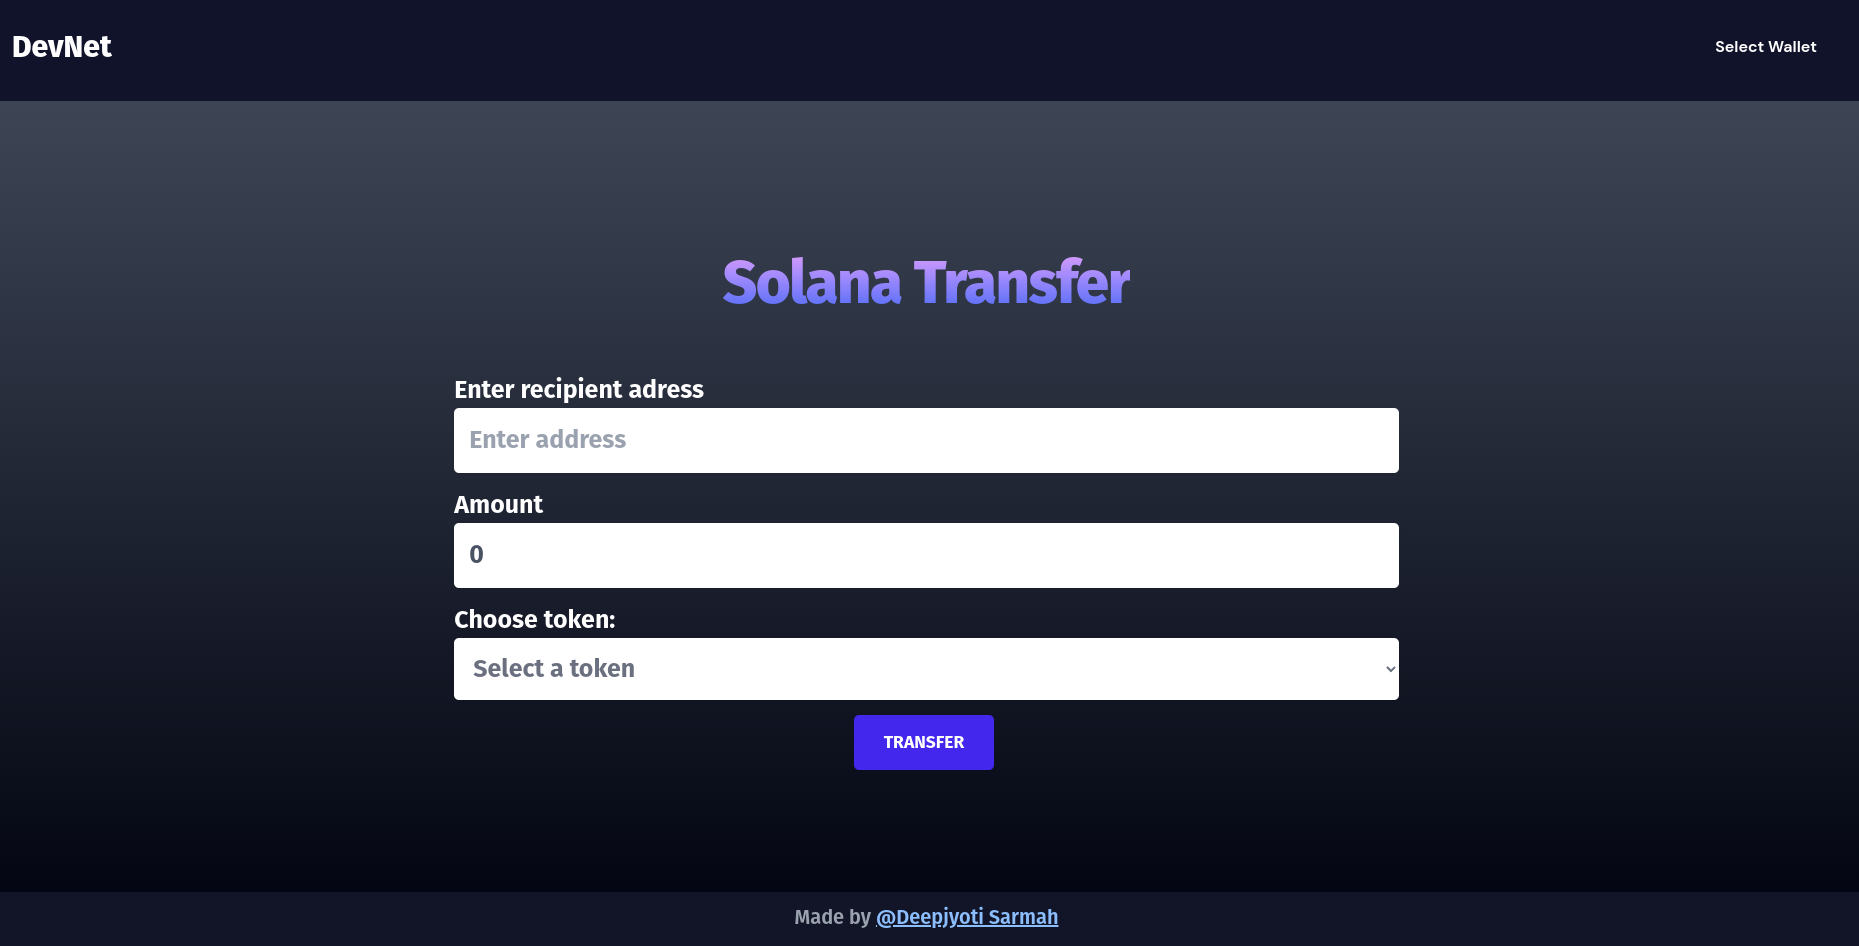 DevNet
Select Wallet
Solana Transfer
Enter recipient adress
Enter address
Amount
0
Choose token:
Select a token
TRANSFER
Made by @Deepjyoti Sarmah